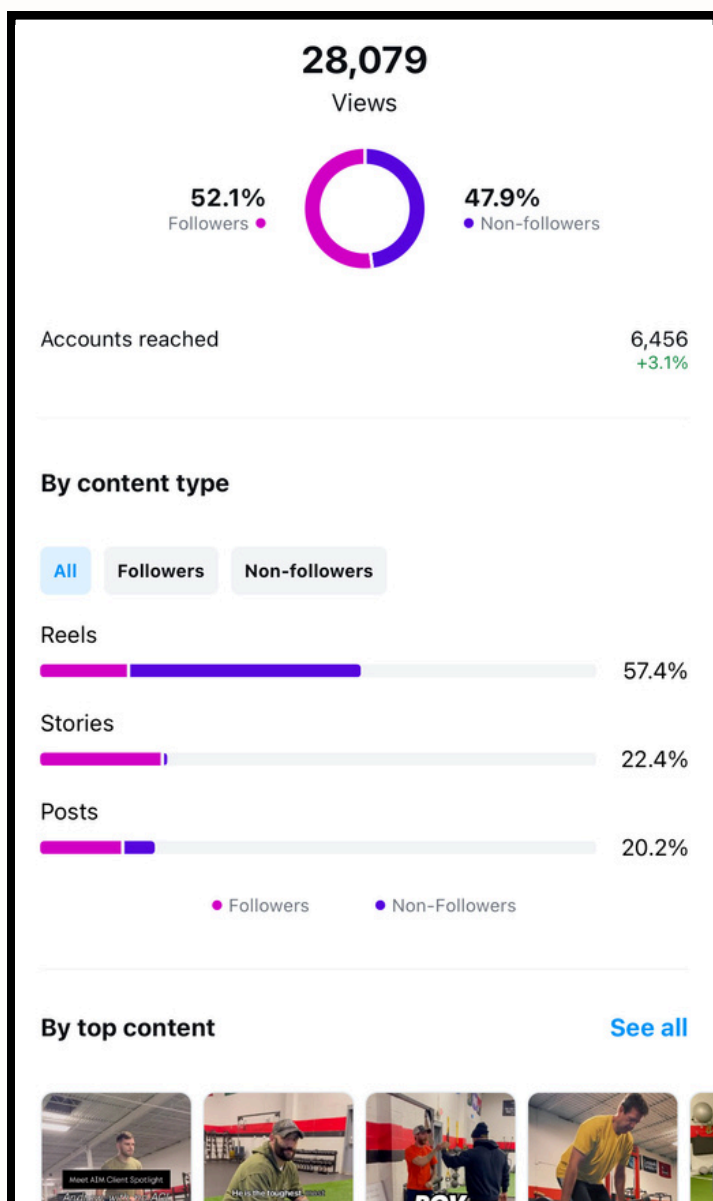 28,079
Views
52.1%
Followers
47.9%
Non-followers
Accounts reached
6,456
+3.1%
By content type
All
Followers
Non-followers
Reels
57.4%
Stories
22.4%
Posts
20.2%
Followers
Non-Followers
By top content
See all
Meet AIM Client Spotlight
He is the toughest, most